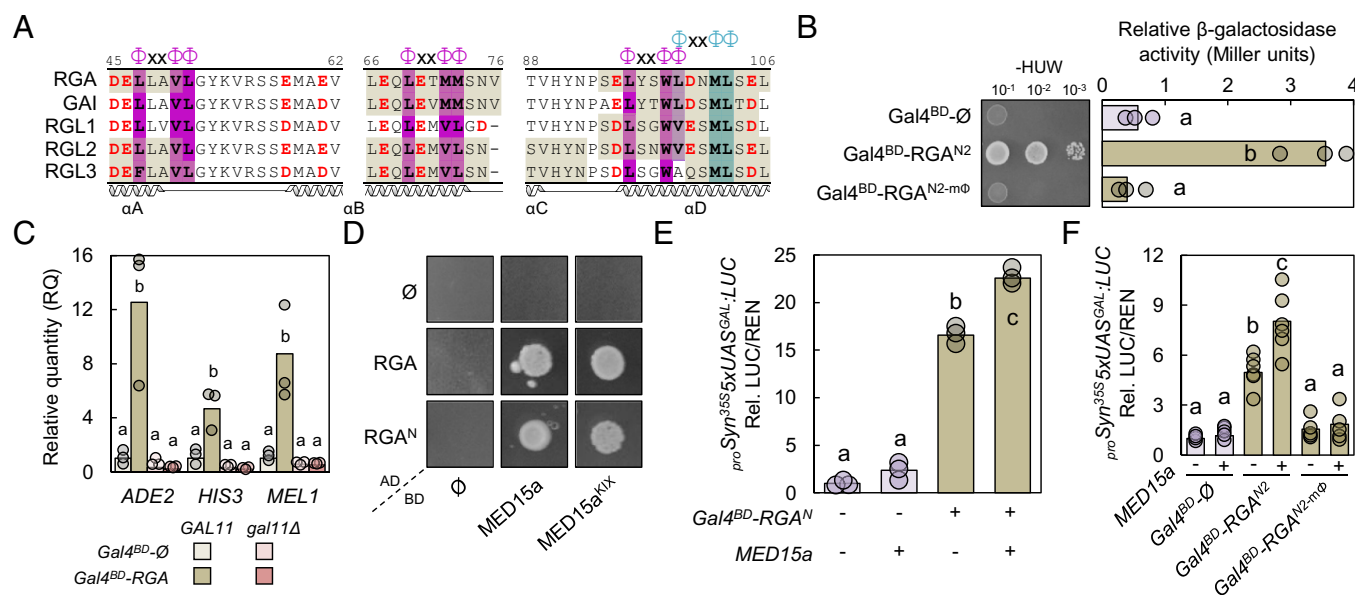 A
ΦxxΦΦ ΦxxΦΦ ΦxxΦΦ ΦxxΦΦ
45 62 66 76 88 106
RGA DELLAVLGYKVRSSEMAEV LEQLETMMSNV TVHYNPSELYSWLDNMLSEL
GAI DELLAVLGYKVRSSEMADV LEQLEVMMSNV TVHYNPAELYTWLDSMLTDL
RGL1 DELLVVLGYKVRSSDMADV LEQLEMVLGD- TVHYNPSDLSGWVESMLSDL
RGL2 DELLAVLGYKVRSSEMAEV LEQLEMVLSN- SVHYNPSDLSNWVESMLSEL
RGL3 DEFLAVLGYKVRSSDMADV LEQLEMVLSN- TVHYNPSDLSGWAQSMLSDL
αA αB αC αD
B
Relative β-galactosidase
activity (Miller units)
-HUW
10-1 10-2 10-3
0 1 2 3 4
Gal4BD-Ø a
Gal4BD-RGAN2 b
Gal4BD-RGAN2-mΦ a
C
Relative quantity (RQ)
16
12
8
4
0
a b a a a b a a a b a a
ADE2 HIS3 MEL1
GAL11 gal11Δ
Gal4BD-Ø
Gal4BD-RGA
D
Ø
RGA
RGAN
AD
BD
Φ
MED15a
MED15aKIX
E
proSyn35S5xUASGAL:LUC
Rel. LUC/REN
25
20
15
10
5
0
a a b c
Gal4BD-RGAN - - + +
MED15a - + - +
F
proSyn35S5xUASGAL:LUC
Rel. LUC/REN
12
9
6
3
0
a a b c a a
MED15a - + - + - +
Gal4BD-Ø
Gal4BD-RGAN2
Gal4BD-RGAN2-mΦ